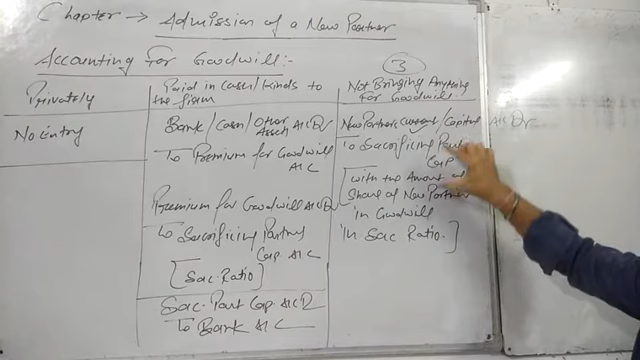 Chapter → Admission of a New Partner
Accounting For Goodwill:-
Privately
No Entry
Paid in cash/kinds to
the firm
Bank/Cash/Other
Assets A/C Dr
To Premium for Goodwill
A/C
Premium for Goodwill A/C Dr
To Sacrificing Partners
Cap. A/C
[Sac. Ratio]
Sac. Part Cap. A/C D
To Bank A/C
3
Not Bringing Anything
For Goodwill
New Partners current/Capital A/C Dr
To Sacrificing
Cap
[with the Amount of
Share of New Partner
in Goodwill
in Sac Ratio.]